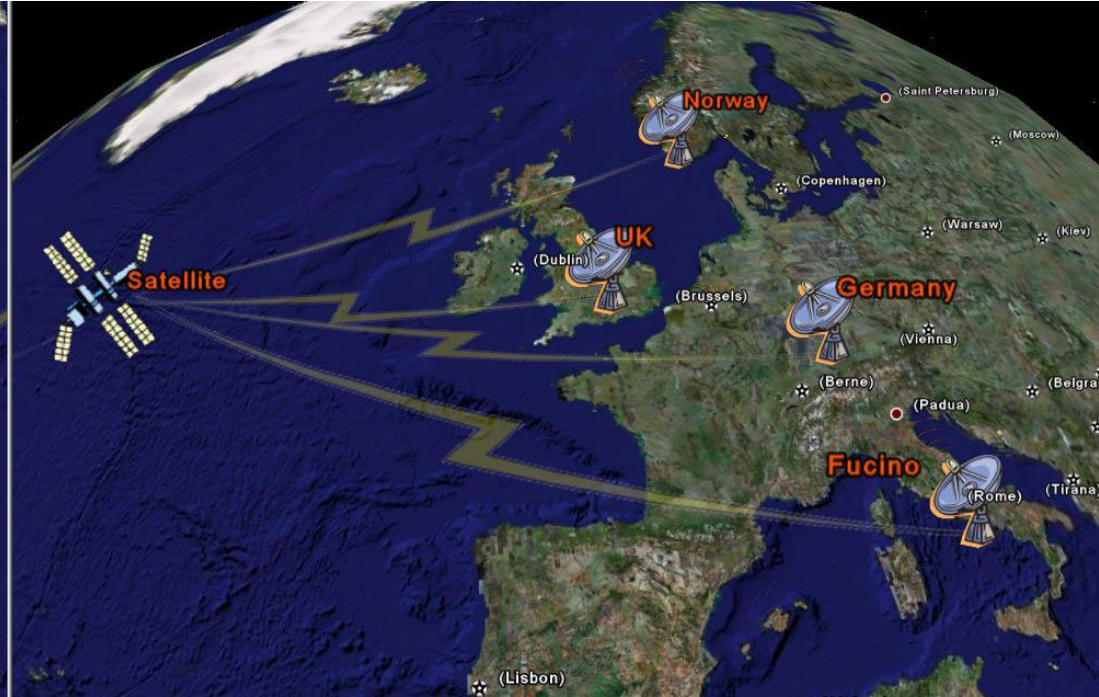 (Saint Petersburg)
Norway
(Moscow)
(Copenhagen)
(Warsaw)
(Kiev)
UK
(Dublin)
Satellite
Germany
(Brussels)
(Vienna)
(Berne)
(Belgra
(Padua)
Fucino
(Rome)
(Tirana)
(Lisbon)